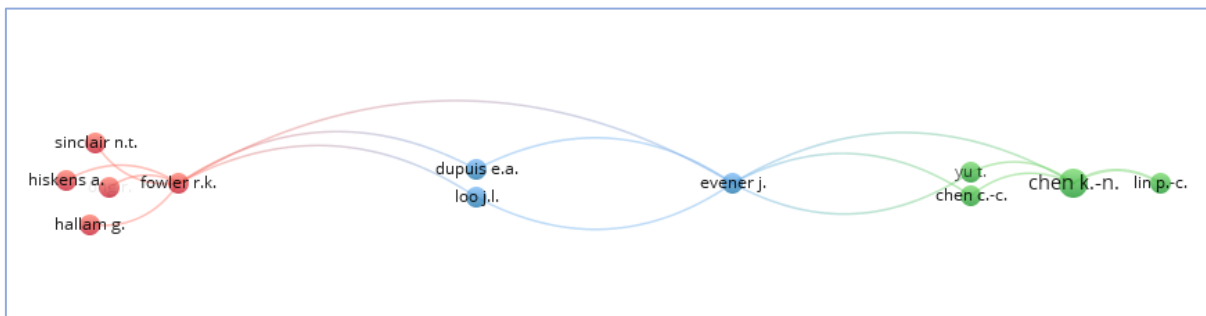 sinclair n.t.
hiskens a.
fowler r.k.
hallam g.
dupuis e.a.
loo j.l.
evener j.
yu t.
chen c.-c.
chen k.-n.
lin p.-c.